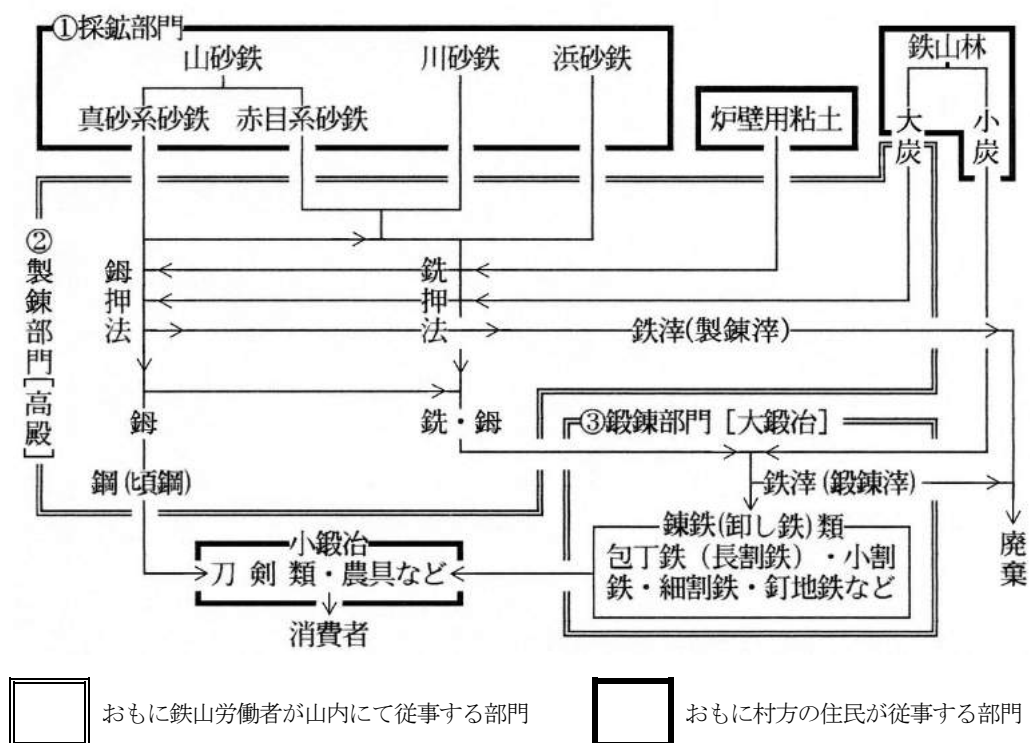 ①採鉱部門
山砂鉄
川砂鉄
浜砂鉄
真砂系砂鉄
赤目系砂鉄
炉壁用粘土
鉄山林
大炭
小炭
②製錬部門[高殿]
鉧押法
銑押法
鉄滓(製錬滓)
鉧
銑・鉧
鋼(頃鋼)
③鍛錬部門［大鍛冶］
鉄滓(鍛錬滓)
廃棄
錬鉄(卸し鉄)類
包丁鉄（長割鉄）・小割
鉄・細割鉄・釘地鉄など
小鍛冶
刀剣類・農具など
消費者
おもに鉄山労働者が山内にて従事する部門
おもに村方の住民が従事する部門